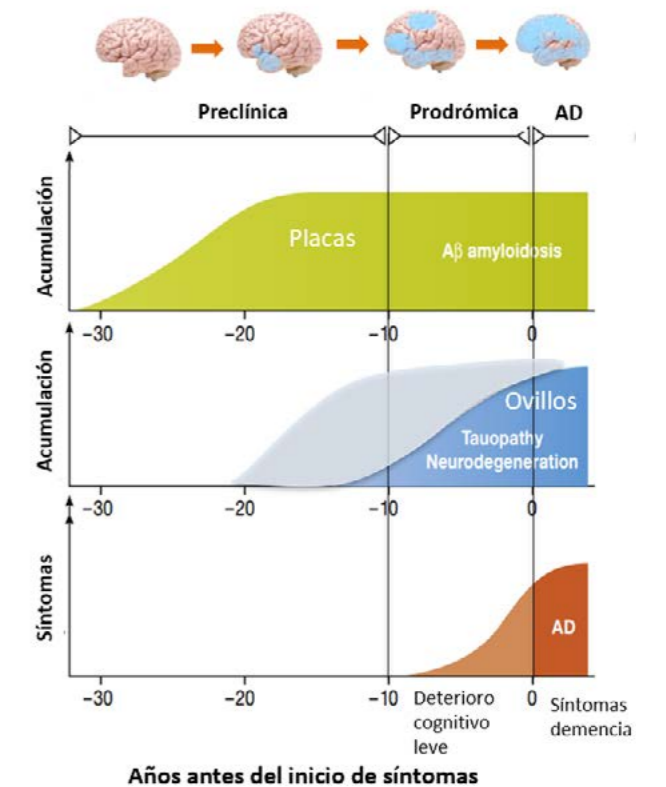 Preclínica
Prodrómica
AD
Acumulación
Placas
Aβ amyloidosis
−30
−20
−10
0
Acumulación
Ovillos
Tauopathy
Neurodegeneration
−30
−20
−10
0
Síntomas
AD
−30
−20
−10
0
Deterioro
cognitivo
leve
Síntomas
demencia
Años antes del inicio de síntomas